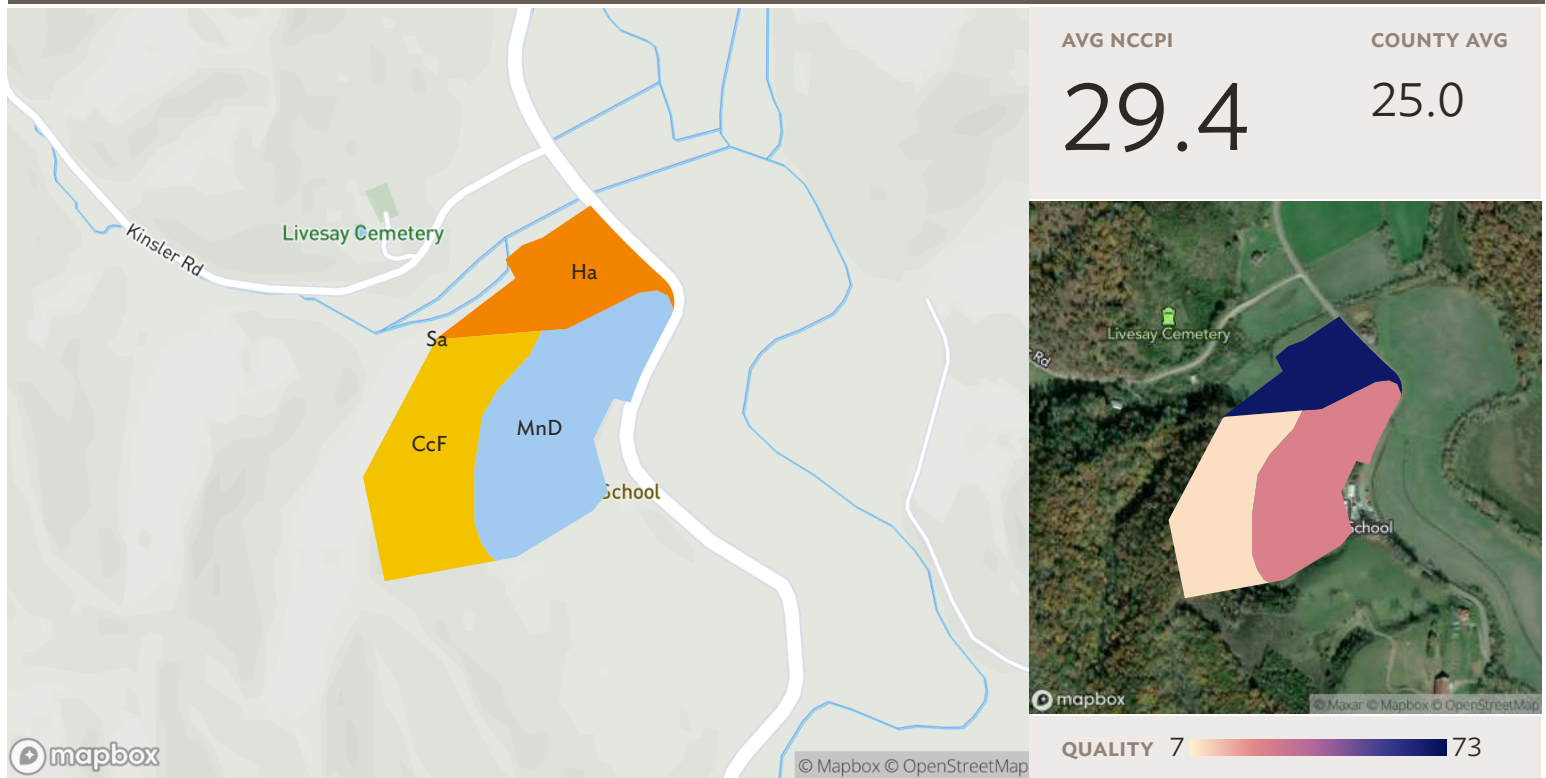 Livesay Cemetery
Kinsler Rd
Ha
Sa
CcF
MnD
School
mapbox
© Mapbox © OpenStreetMap
AVG NCCPI
29.4
COUNTY AVG
25.0
Livesay Cemetery
Rd
School
mapbox
© Maxar © Mapbox © OpenStreetMap
QUALITY 7 73